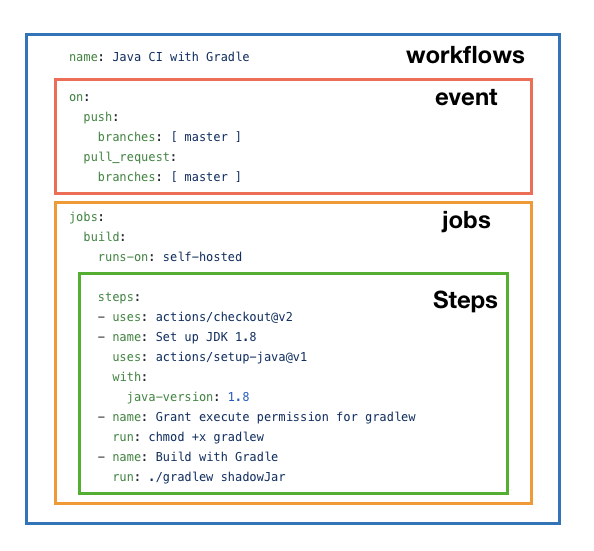 name: Java CI with Gradle
workflows
on:
event
push:
branches: [ master ]
pull_request:
branches: [ master ]
jobs:
jobs
build:
runs-on: self-hosted
steps:
Steps
- uses: actions/checkout@v2
- name: Set up JDK 1.8
uses: actions/setup-java@v1
with:
java-version: 1.8
- name: Grant execute permission for gradlew
run: chmod +x gradlew
- name: Build with Gradle
run: ./gradlew shadowJar